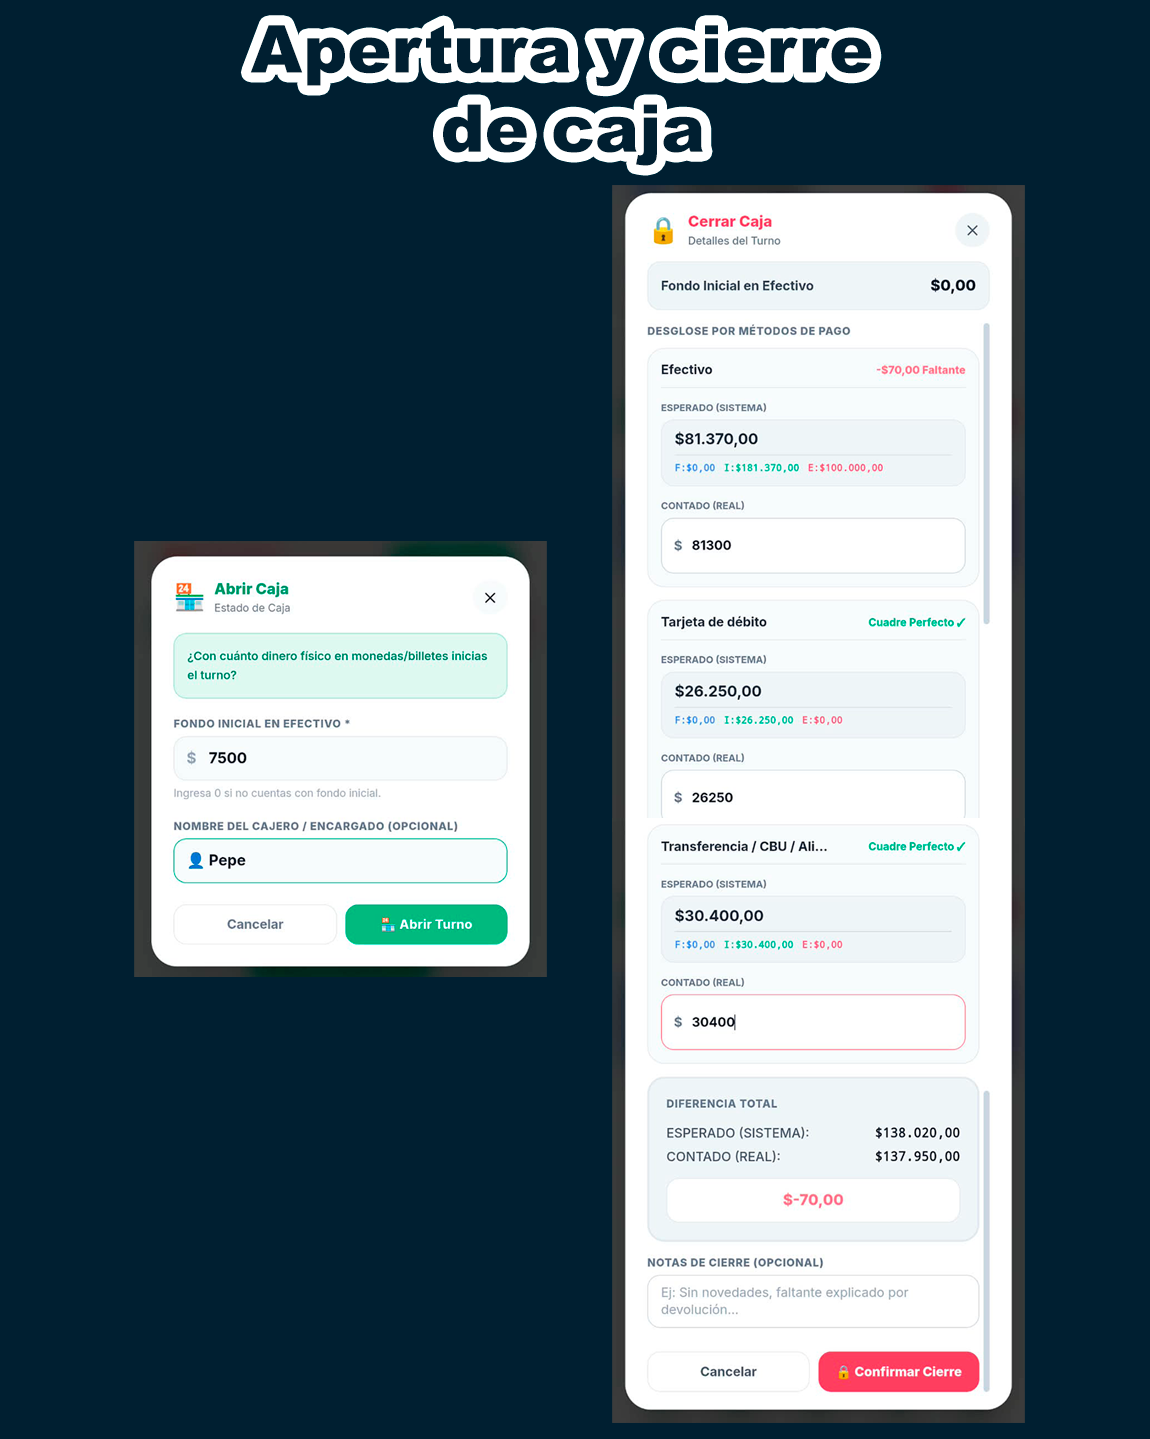 Apertura y cierre
de caja
Abrir Caja
Estado de Caja
¿Con cuánto dinero físico en monedas/billetes inicias
el turno?
FONDO INICIAL EN EFECTIVO *
$ 7500
Ingresa 0 si no cuentas con fondo inicial.
NOMBRE DEL CAJERO / ENCARGADO (OPCIONAL)
Pepe
Cancelar
Abrir Turno
Cerrar Caja
Detalles del Turno
Fondo Inicial en Efectivo $0,00
DESGLOSE POR MÉTODOS DE PAGO
Efectivo -$70,00 Faltante
ESPERADO (SISTEMA)
$81.370,00
F:$0,00 I:$181.370,00 E:$100.000,00
CONTADO (REAL)
$ 81300
Tarjeta de débito Cuadre Perfecto ✓
ESPERADO (SISTEMA)
$26.250,00
F:$0,00 I:$26.250,00 E:$0,00
CONTADO (REAL)
$ 26250
Transferencia / CBU / Ali... Cuadre Perfecto ✓
ESPERADO (SISTEMA)
$30.400,00
F:$0,00 I:$30.400,00 E:$0,00
CONTADO (REAL)
$ 30400
DIFERENCIA TOTAL
ESPERADO (SISTEMA): $138.020,00
CONTADO (REAL): $137.950,00
$-70,00
NOTAS DE CIERRE (OPCIONAL)
Ej: Sin novedades, faltante explicado por
devolución...
Cancelar
Confirmar Cierre